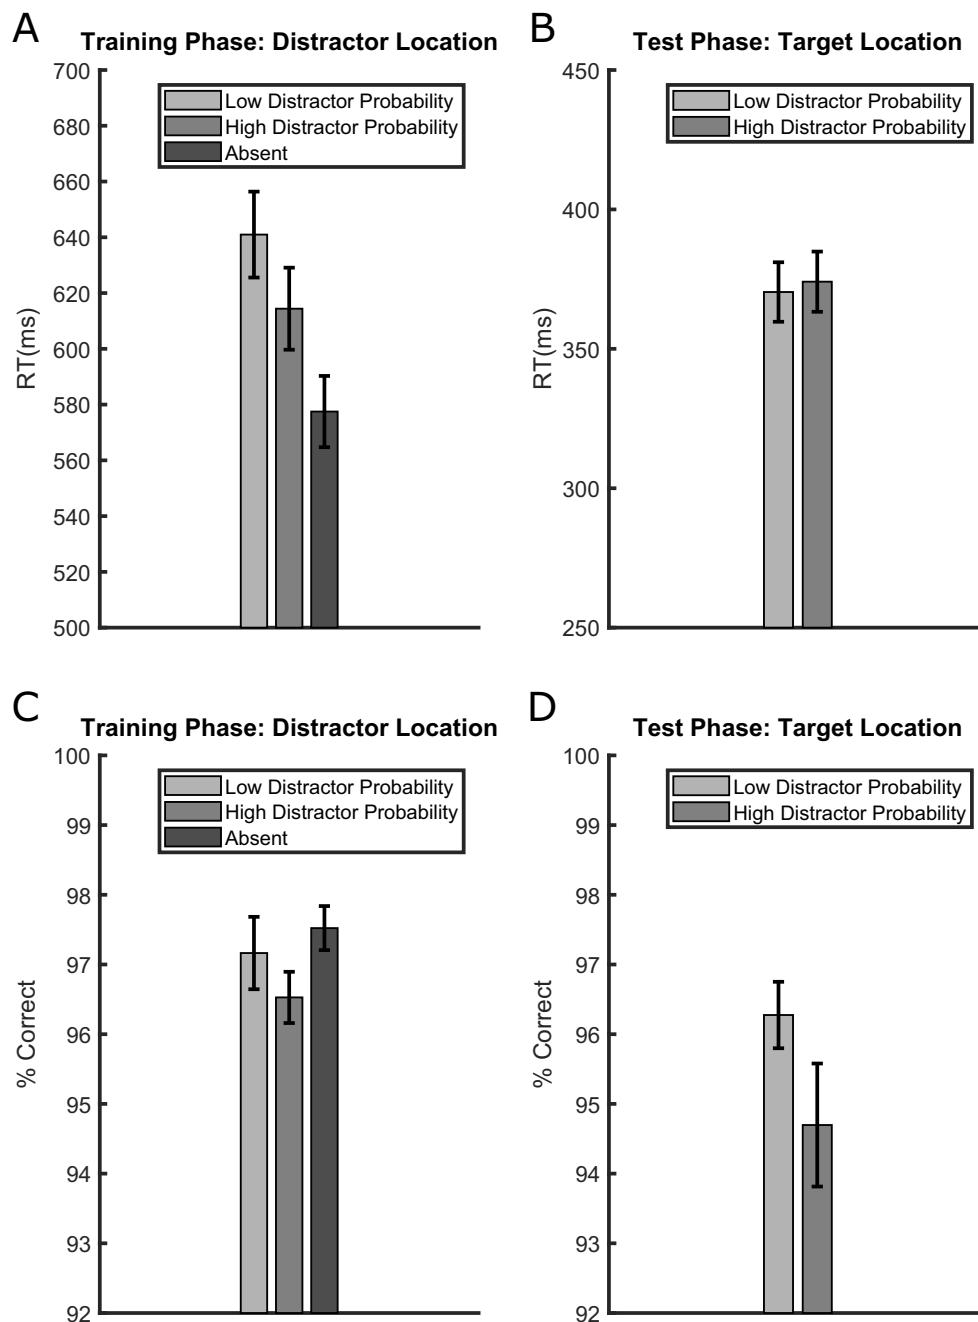 A
Training Phase: Distractor Location
700
680
660
640
620
600
580
560
540
520
500
RT(ms)
Low Distractor Probability
High Distractor Probability
Absent
B
Test Phase: Target Location
450
400
350
300
250
RT(ms)
Low Distractor Probability
High Distractor Probability
C
Training Phase: Distractor Location
100
99
98
97
96
95
94
93
92
% Correct
Low Distractor Probability
High Distractor Probability
Absent
D
Test Phase: Target Location
100
99
98
97
96
95
94
93
92
% Correct
Low Distractor Probability
High Distractor Probability